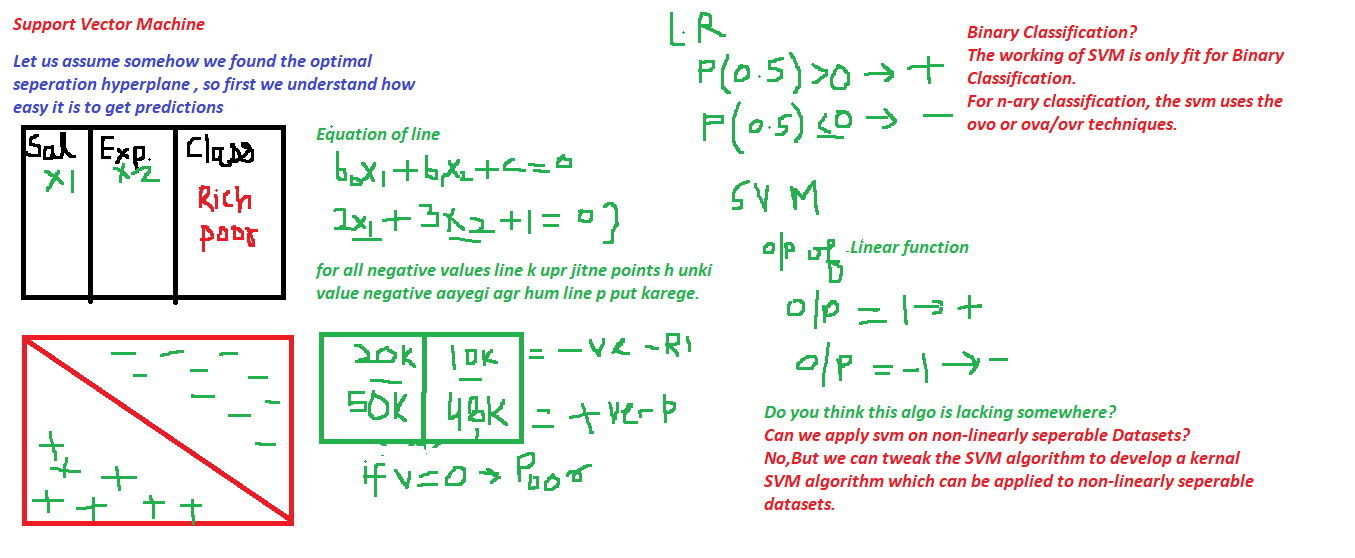 Support Vector Machine
Let us assume somehow we found the optimal
seperation hyperplane , so first we understand how
easy it is to get predictions
Sal Exp. Class
x1 x2
Rich
poor
Equation of line
b₀x₁ + b₁x₂ + c = 0
2x₁ + 3x₂ + 1 = 0}
for all negative values line k upr jitne points h unki
value negative aayegi agr hum line p put karege.
20K 10K = -ve - Ri
50K 48K = +ve - p
if v = 0 → Poor
L.R
P(0.5) > 0 → +
P(0.5) ≤ 0 → −
SVM
o/p of Linear function
o/p = 1 → +
o/p = -1 → −
Binary Classification?
The working of SVM is only fit for Binary
Classification.
For n-ary classification, the svm uses the
ovo or ova/ovr techniques.
Do you think this algo is lacking somewhere?
Can we apply svm on non-linearly seperable Datasets?
No,But we can tweak the SVM algorithm to develop a kernal
SVM algorithm which can be applied to non-linearly seperable
datasets.